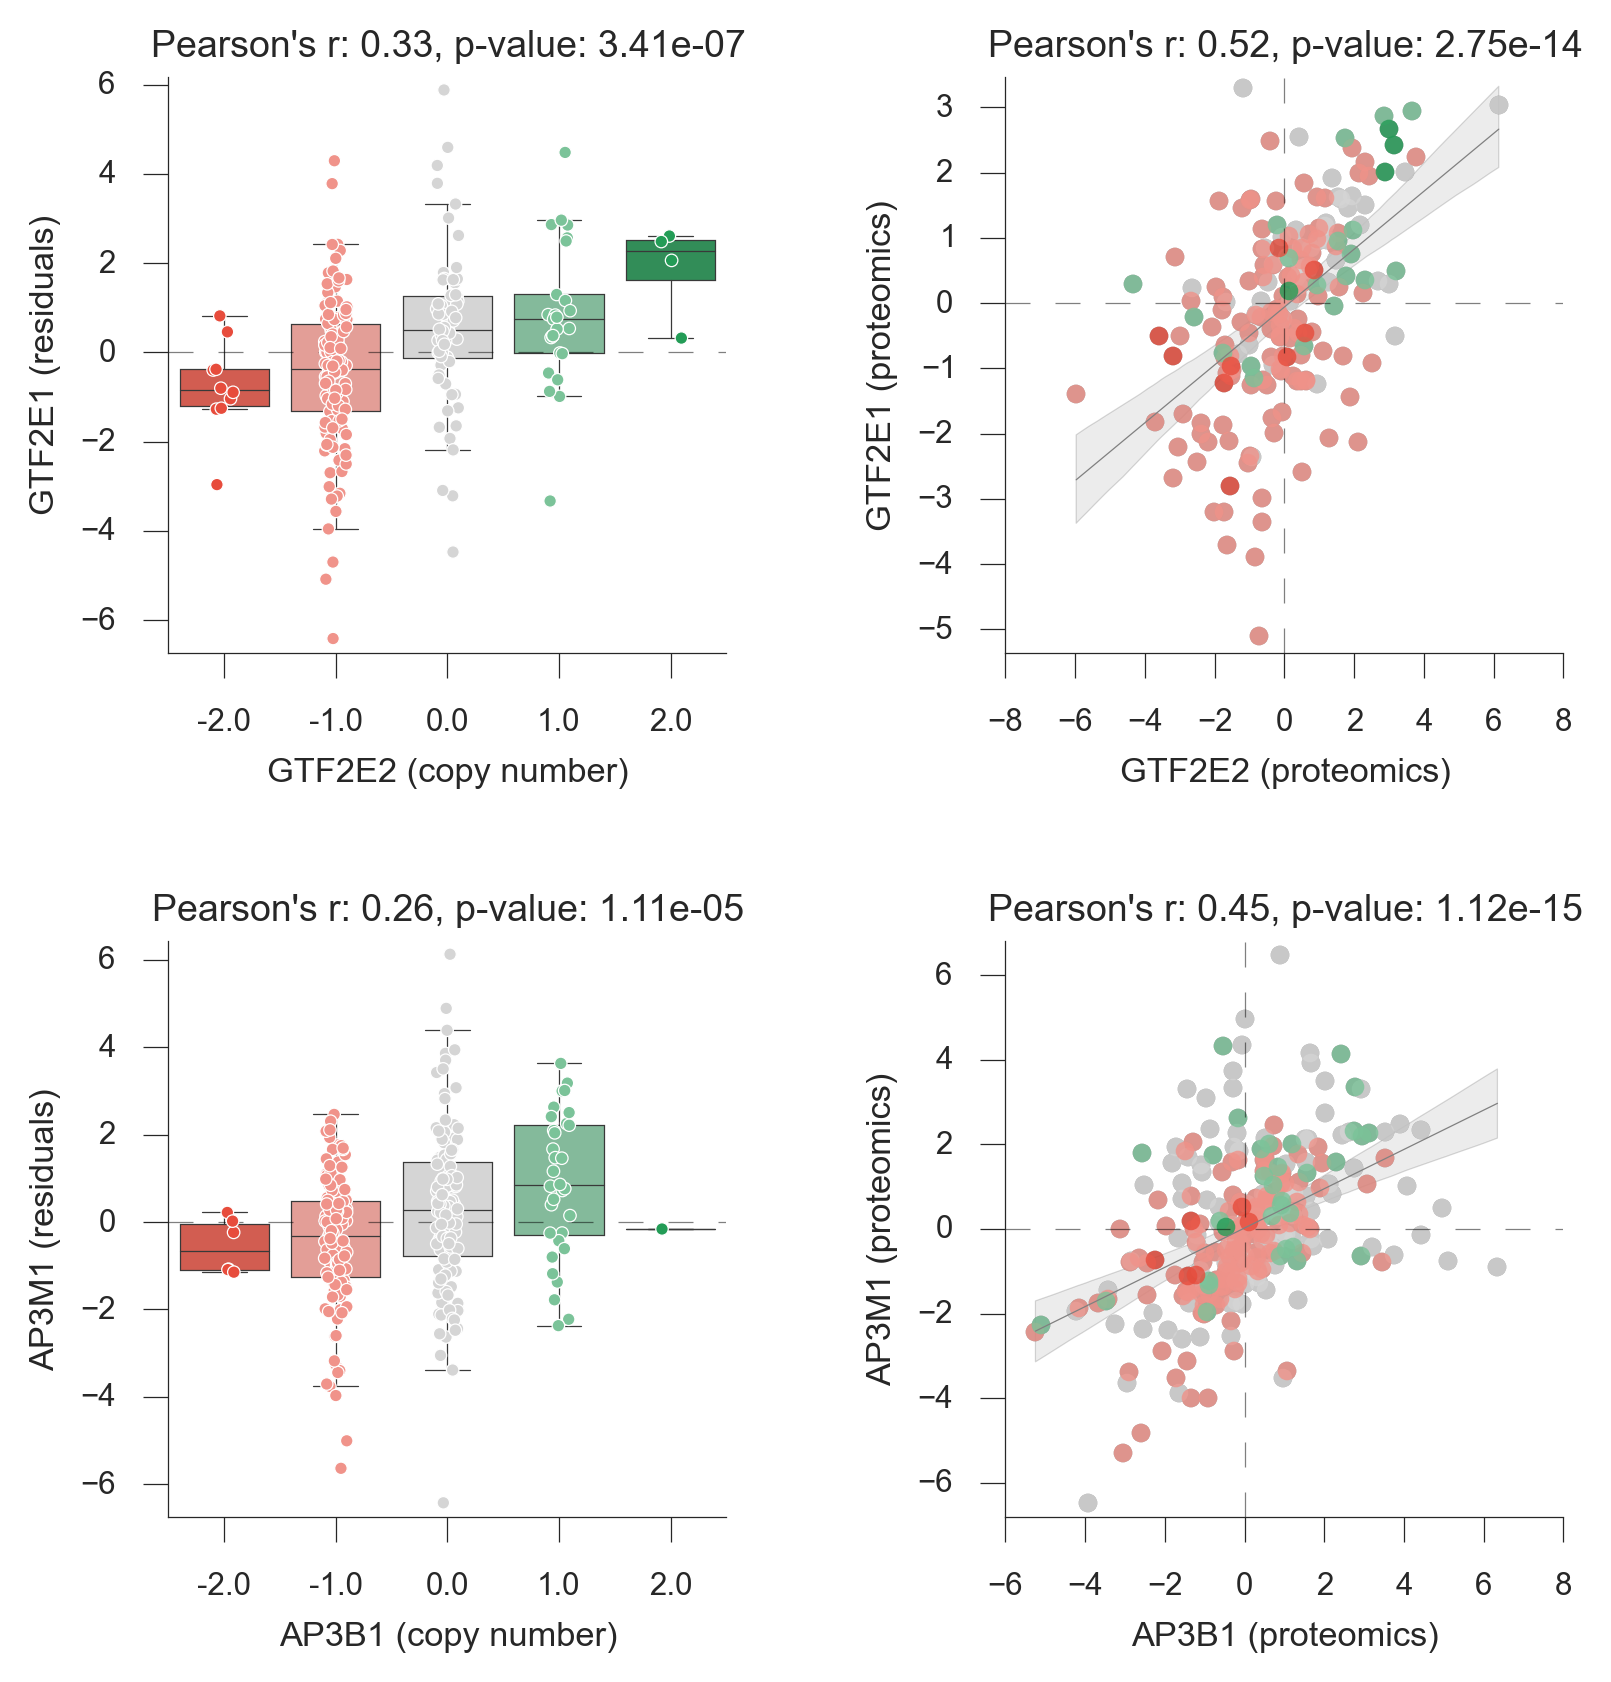 Pearson's r: 0.33, p-value: 3.41e-07
6
4
2
0
−2
−4
−6
GTF2E1 (residuals)
-2.0 -1.0 0.0 1.0 2.0
GTF2E2 (copy number)
Pearson's r: 0.52, p-value: 2.75e-14
3
2
1
0
−1
−2
−3
−4
−5
GTF2E1 (proteomics)
−8 −6 −4 −2 0 2 4 6 8
GTF2E2 (proteomics)
Pearson's r: 0.26, p-value: 1.11e-05
6
4
2
0
−2
−4
−6
AP3M1 (residuals)
-2.0 -1.0 0.0 1.0 2.0
AP3B1 (copy number)
Pearson's r: 0.45, p-value: 1.12e-15
6
4
2
0
−2
−4
−6
AP3M1 (proteomics)
−6 −4 −2 0 2 4 6 8
AP3B1 (proteomics)